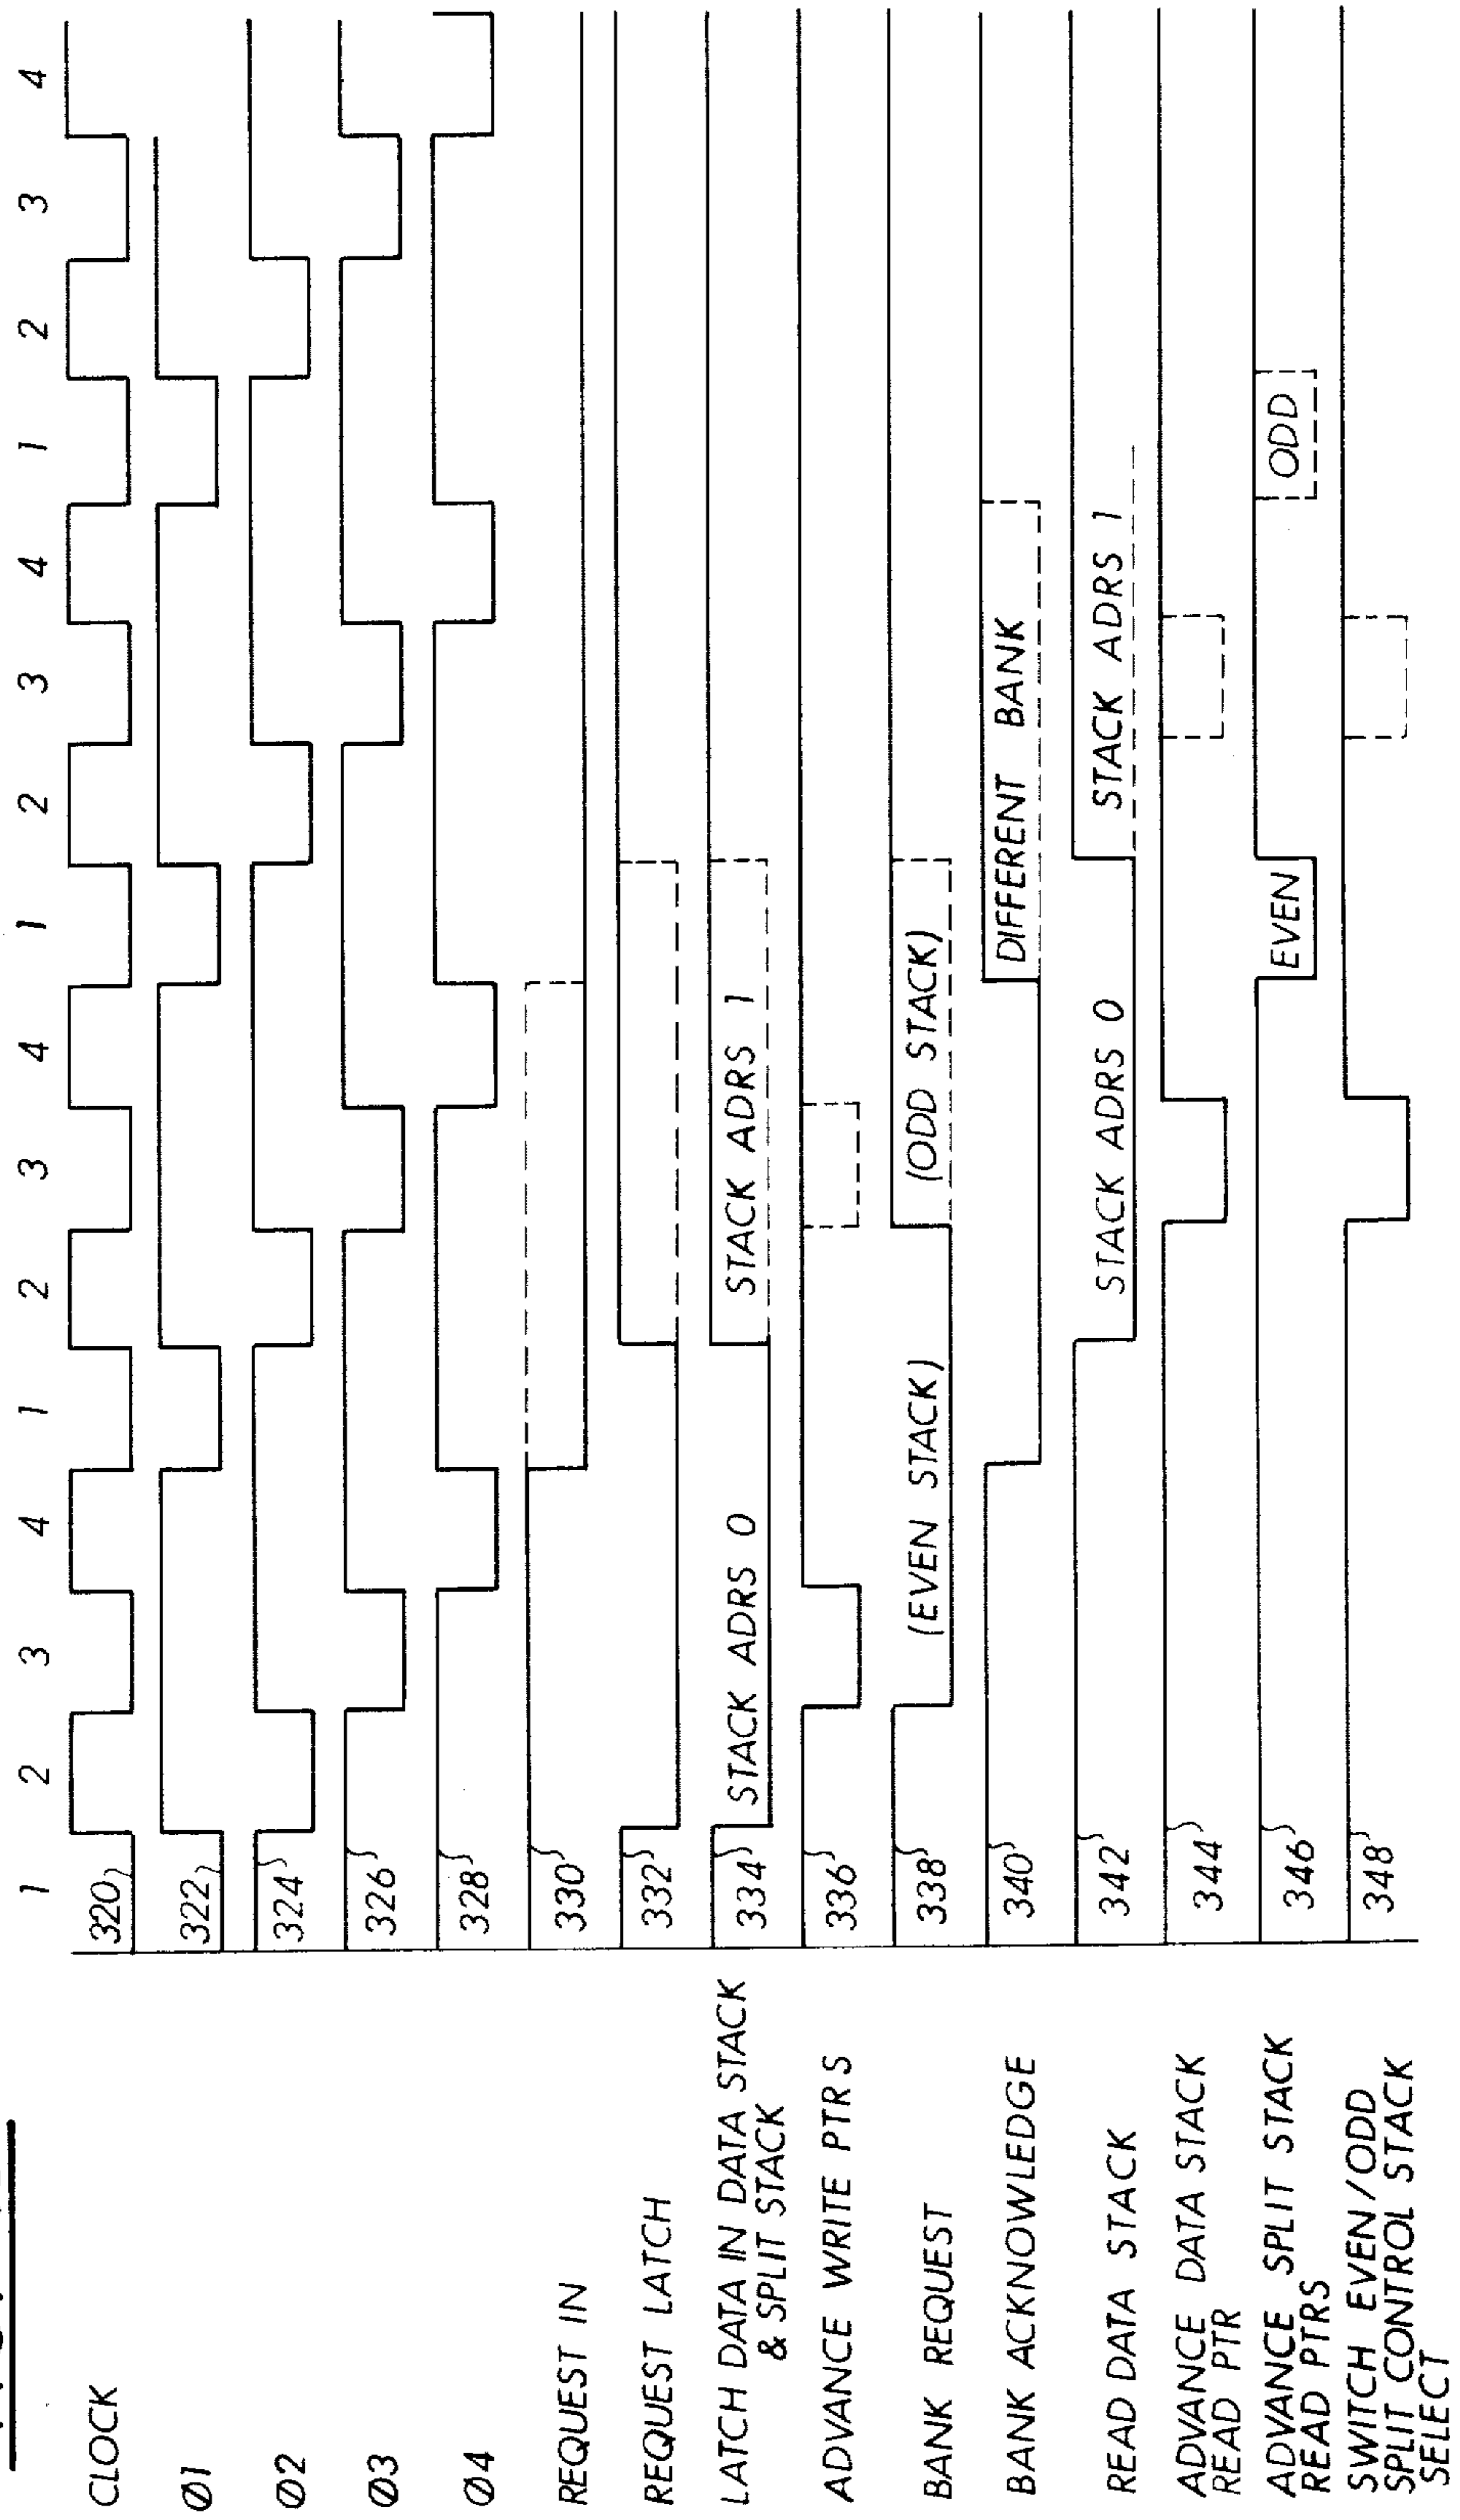 1 2 3 4 1 2 3 4 1 2 3 4 1 2 3 4
CLOCK 320
Ø1 322
Ø2 324
Ø3 326
Ø4 328
REQUEST IN 330
REQUEST LATCH 332
LATCH DATA IN DATA STACK
& SPLIT STACK
334 STACK ADRS 0 STACK ADRS 1
ADVANCE WRITE PTRS 336
BANK REQUEST 338 (EVEN STACK) (ODD STACK)
BANK ACKNOWLEDGE 340 DIFFERENT BANK
READ DATA STACK 342 STACK ADRS 0 STACK ADRS 1
ADVANCE DATA STACK
READ PTR
344
ADVANCE SPLIT STACK
READ PTRS
346 EVEN ODD
SWITCH EVEN/ODD
SPLIT CONTROL STACK
SELECT
348